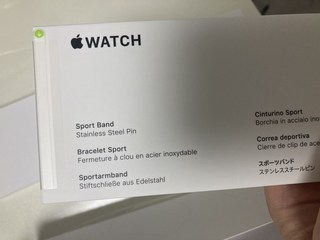 WATCH
Sport Band
Stainless Steel Pin
Bracelet Sport
Fermeture à clou en acier inoxydable
Sportarmband
Stiftschließe aus Edelstahl
Cinturino Sport
Borchia in acciaio
Correa deportiva
Cierre de clip de
スポーツバンド
ステンレススチールピン